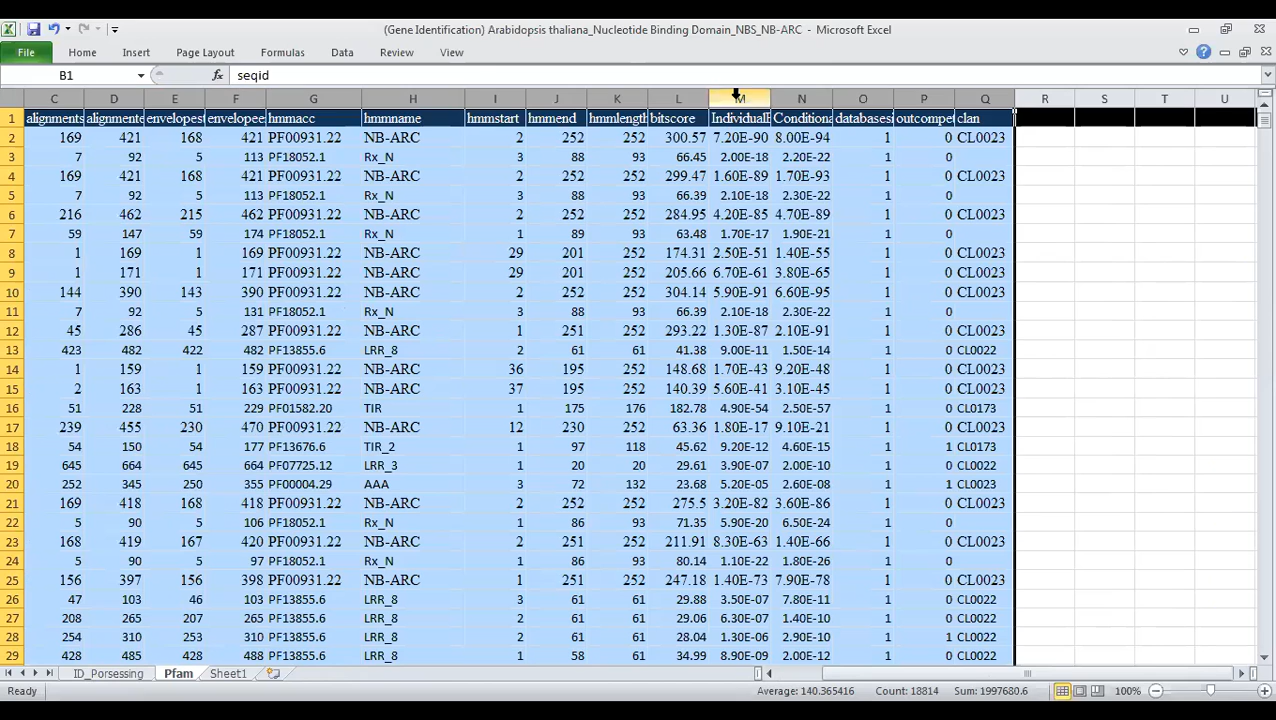 (Gene Identification) Arabidopsis thaliana_Nucleotide Binding Domain_NBS_NB-ARC - Microsoft Excel
File Home Insert Page Layout Formulas Data Review View
B1 fx seqid
C D E F G H I J K L M N O P Q R S T U
1 alignments alignmente envelopest envelopee hmmacc hmmname hmmstart hmmend hmmlength bitscore IndividualE Conditiona databasesi outcompet clan
2 169 421 168 421 PF00931.22 NB-ARC 2 252 252 300.57 7.20E-90 8.00E-94 1 0 CL0023
3 7 92 5 113 PF18052.1 Rx_N 3 88 93 66.45 2.00E-18 2.20E-22 1 0
4 169 421 168 421 PF00931.22 NB-ARC 2 252 252 299.47 1.60E-89 1.70E-93 1 0 CL0023
5 7 92 5 113 PF18052.1 Rx_N 3 88 93 66.39 2.10E-18 2.30E-22 1 0
6 216 462 215 462 PF00931.22 NB-ARC 2 252 252 284.95 4.20E-85 4.70E-89 1 0 CL0023
7 59 147 59 174 PF18052.1 Rx_N 1 89 93 63.48 1.70E-17 1.90E-21 1 0
8 1 169 1 169 PF00931.22 NB-ARC 29 201 252 174.31 2.50E-51 1.40E-55 1 0 CL0023
9 1 171 1 171 PF00931.22 NB-ARC 29 201 252 205.66 6.70E-61 3.80E-65 1 0 CL0023
10 144 390 143 390 PF00931.22 NB-ARC 2 252 252 304.14 5.90E-91 6.60E-95 1 0 CL0023
11 7 92 5 131 PF18052.1 Rx_N 3 88 93 66.39 2.10E-18 2.30E-22 1 0
12 45 286 45 287 PF00931.22 NB-ARC 1 251 252 293.22 1.30E-87 2.10E-91 1 0 CL0023
13 423 482 422 482 PF13855.6 LRR_8 2 61 61 41.38 9.00E-11 1.50E-14 1 0 CL0022
14 1 159 1 159 PF00931.22 NB-ARC 36 195 252 148.68 1.70E-43 9.20E-48 1 0 CL0023
15 2 163 1 163 PF00931.22 NB-ARC 37 195 252 140.39 5.60E-41 3.10E-45 1 0 CL0023
16 51 228 51 229 PF01582.20 TIR 1 175 176 182.78 4.90E-54 2.50E-57 1 0 CL0173
17 239 455 230 470 PF00931.22 NB-ARC 12 230 252 63.36 1.80E-17 9.10E-21 1 0 CL0023
18 54 150 54 177 PF13676.6 TIR_2 1 97 118 45.62 9.20E-12 4.60E-15 1 1 CL0173
19 645 664 645 664 PF07725.12 LRR_3 1 20 20 29.61 3.90E-07 2.00E-10 1 0 CL0022
20 252 345 250 355 PF00004.29 AAA 3 72 132 23.68 5.20E-05 2.60E-08 1 1 CL0023
21 169 418 168 418 PF00931.22 NB-ARC 2 252 252 275.5 3.20E-82 3.60E-86 1 0 CL0023
22 5 90 5 106 PF18052.1 Rx_N 1 86 93 71.35 5.90E-20 6.50E-24 1 0
23 168 419 167 420 PF00931.22 NB-ARC 2 251 252 211.91 8.30E-63 1.40E-66 1 0 CL0023
24 5 90 5 97 PF18052.1 Rx_N 1 86 93 80.14 1.10E-22 1.80E-26 1 0
25 156 397 156 398 PF00931.22 NB-ARC 1 251 252 247.18 1.40E-73 7.90E-78 1 0 CL0023
26 47 103 46 103 PF13855.6 LRR_8 3 61 61 29.88 3.50E-07 7.80E-11 1 0 CL0022
27 208 265 207 265 PF13855.6 LRR_8 2 61 61 29.06 6.30E-07 1.40E-10 1 0 CL0022
28 254 310 253 310 PF13855.6 LRR_8 2 61 61 28.04 1.30E-06 2.90E-10 1 1 CL0022
29 428 485 428 488 PF13855.6 LRR_8 1 58 61 34.99 8.90E-09 2.00E-12 1 0 CL0022
ID_Porsessing Pfam Sheet1
Ready Average: 140.365416 Count: 18814 Sum: 1997680.6 100%